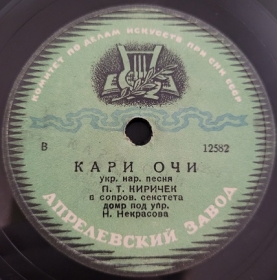 КОМИТЕТ ПО ДЕЛАМ ИСКУССТВ ПРИ СНК СССР
В 12582
КАРИ ОЧИ
укр. нар. песня
П. Т. КИРИЧЕК
в сопров. секстета
домр под упр.
Н. Некрасова
АПРЕЛЕВСКИЙ ЗАВОД